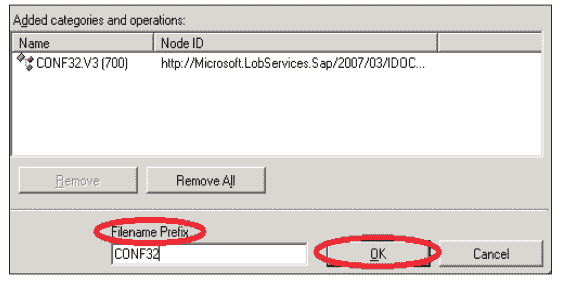 Added categories and operations:
Name Node ID
CONF32.V3 (700) http://Microsoft.LobServices.Sap/2007/03/IDOC...
Remove Remove All
Filename Prefix
CONF32 OK Cancel